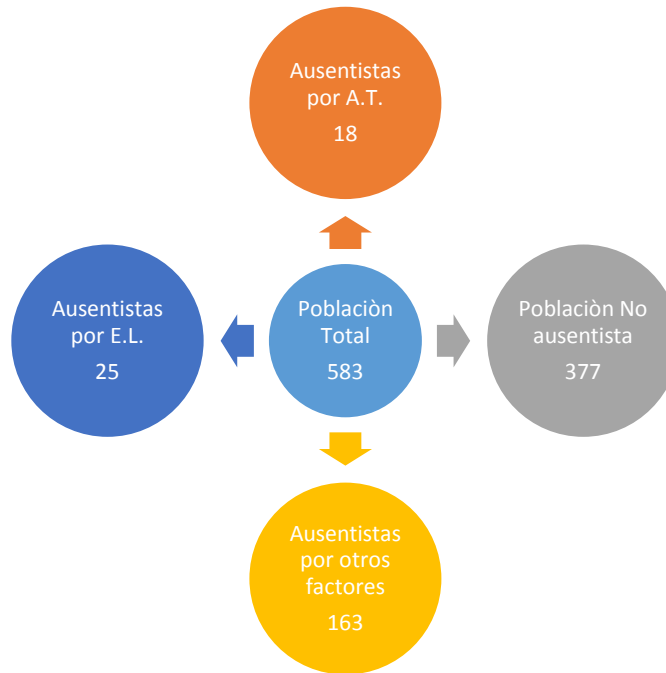 Ausentistas
por A.T.
18
Ausentistas
por E.L.
25
Poblaciòn
Total
583
Poblaciòn No
ausentista
377
Ausentistas
por otros
factores
163